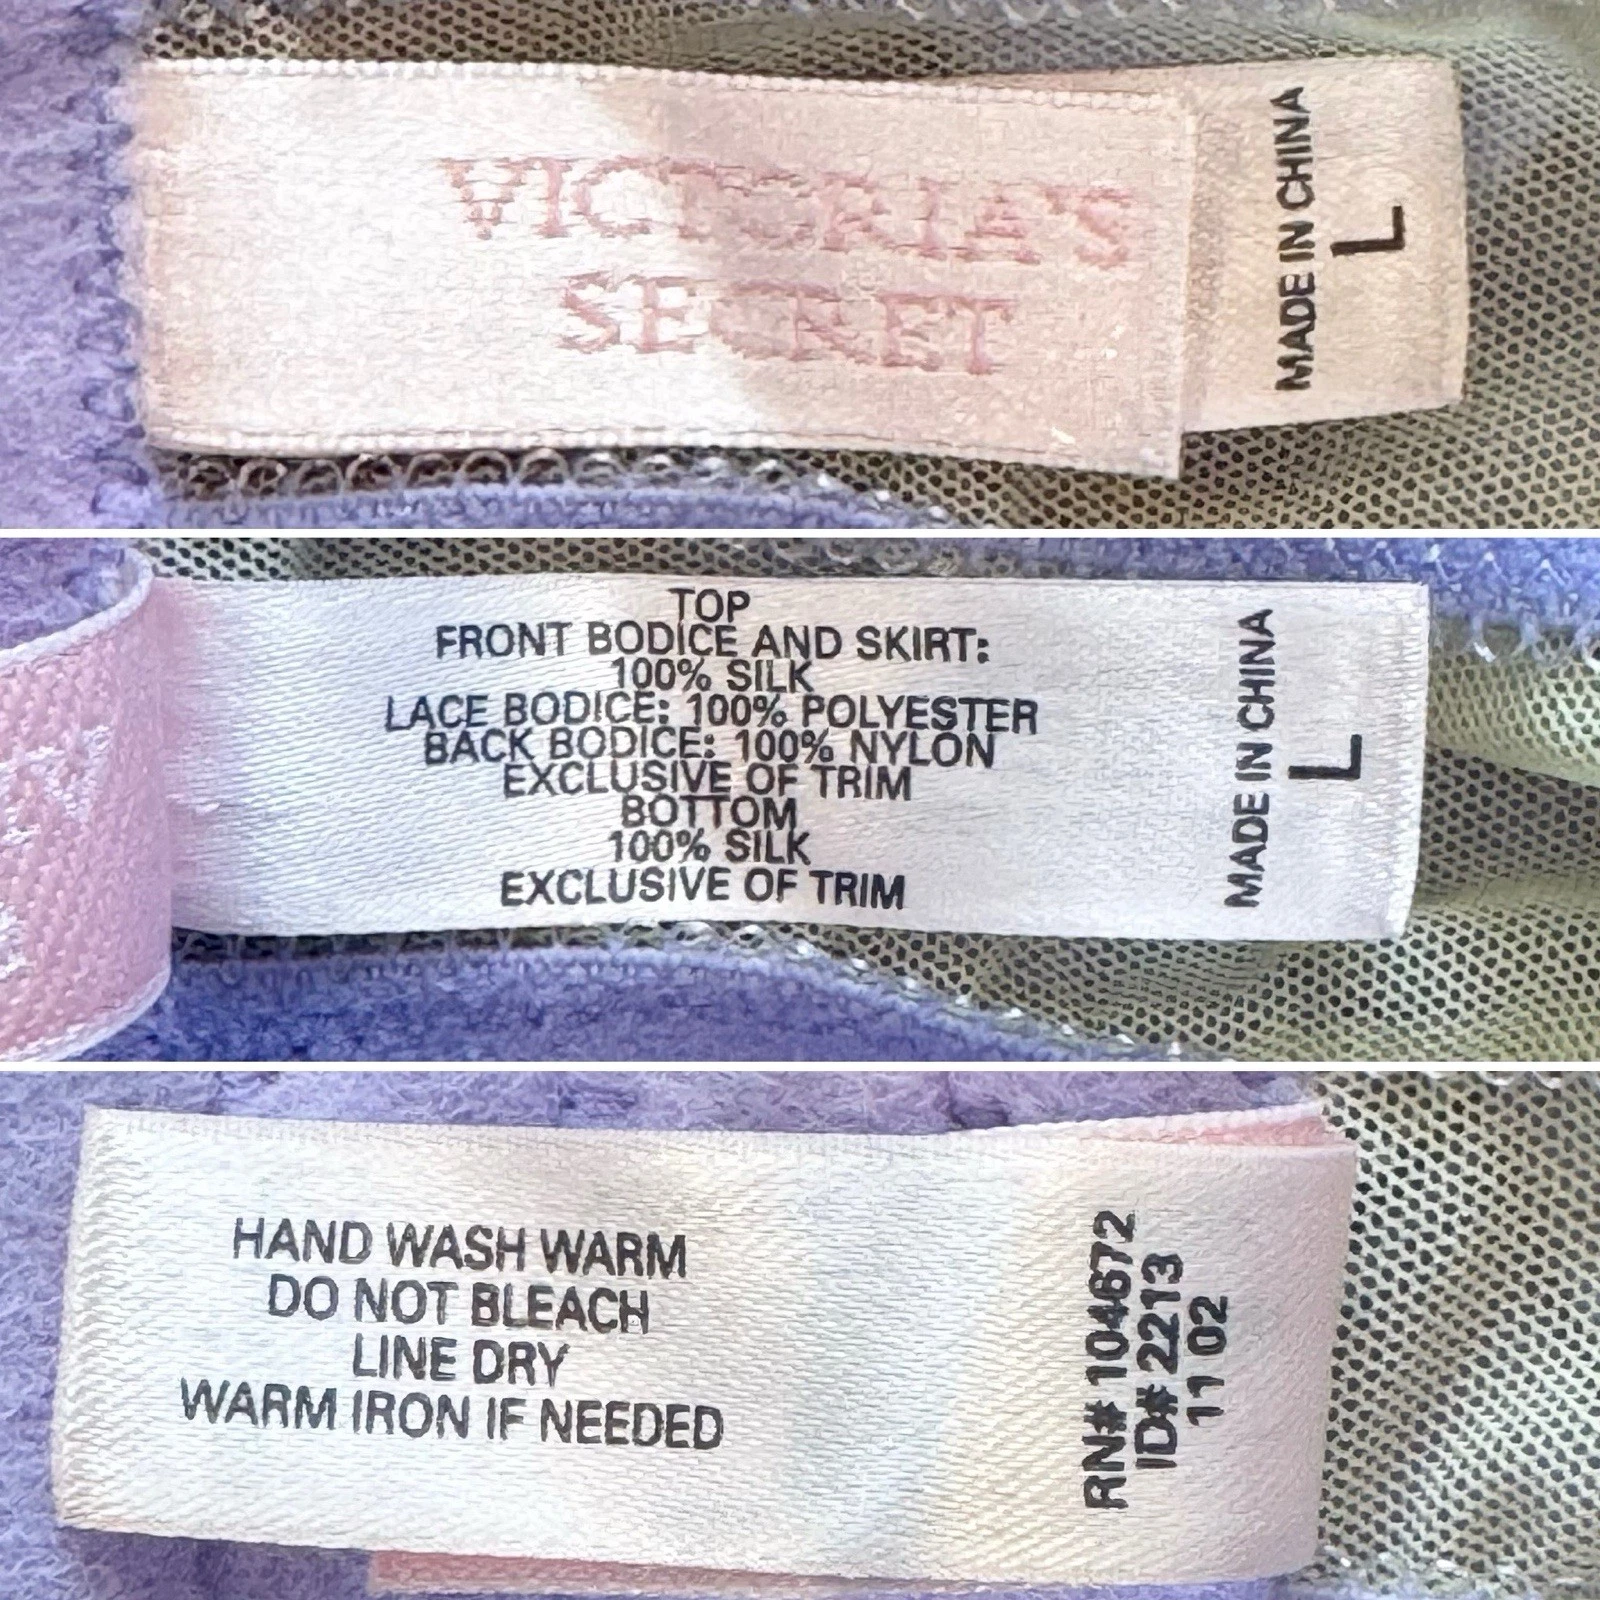 VICTORIA'S
SECRET
MADE IN CHINA
L
TOP
FRONT BODICE AND SKIRT:
100% SILK
LACE BODICE: 100% POLYESTER
BACK BODICE: 100% NYLON
EXCLUSIVE OF TRIM
BOTTOM
100% SILK
EXCLUSIVE OF TRIM
MADE IN CHINA
L
HAND WASH WARM
DO NOT BLEACH
LINE DRY
WARM IRON IF NEEDED
RN# 104672
ID# 2213
11 02